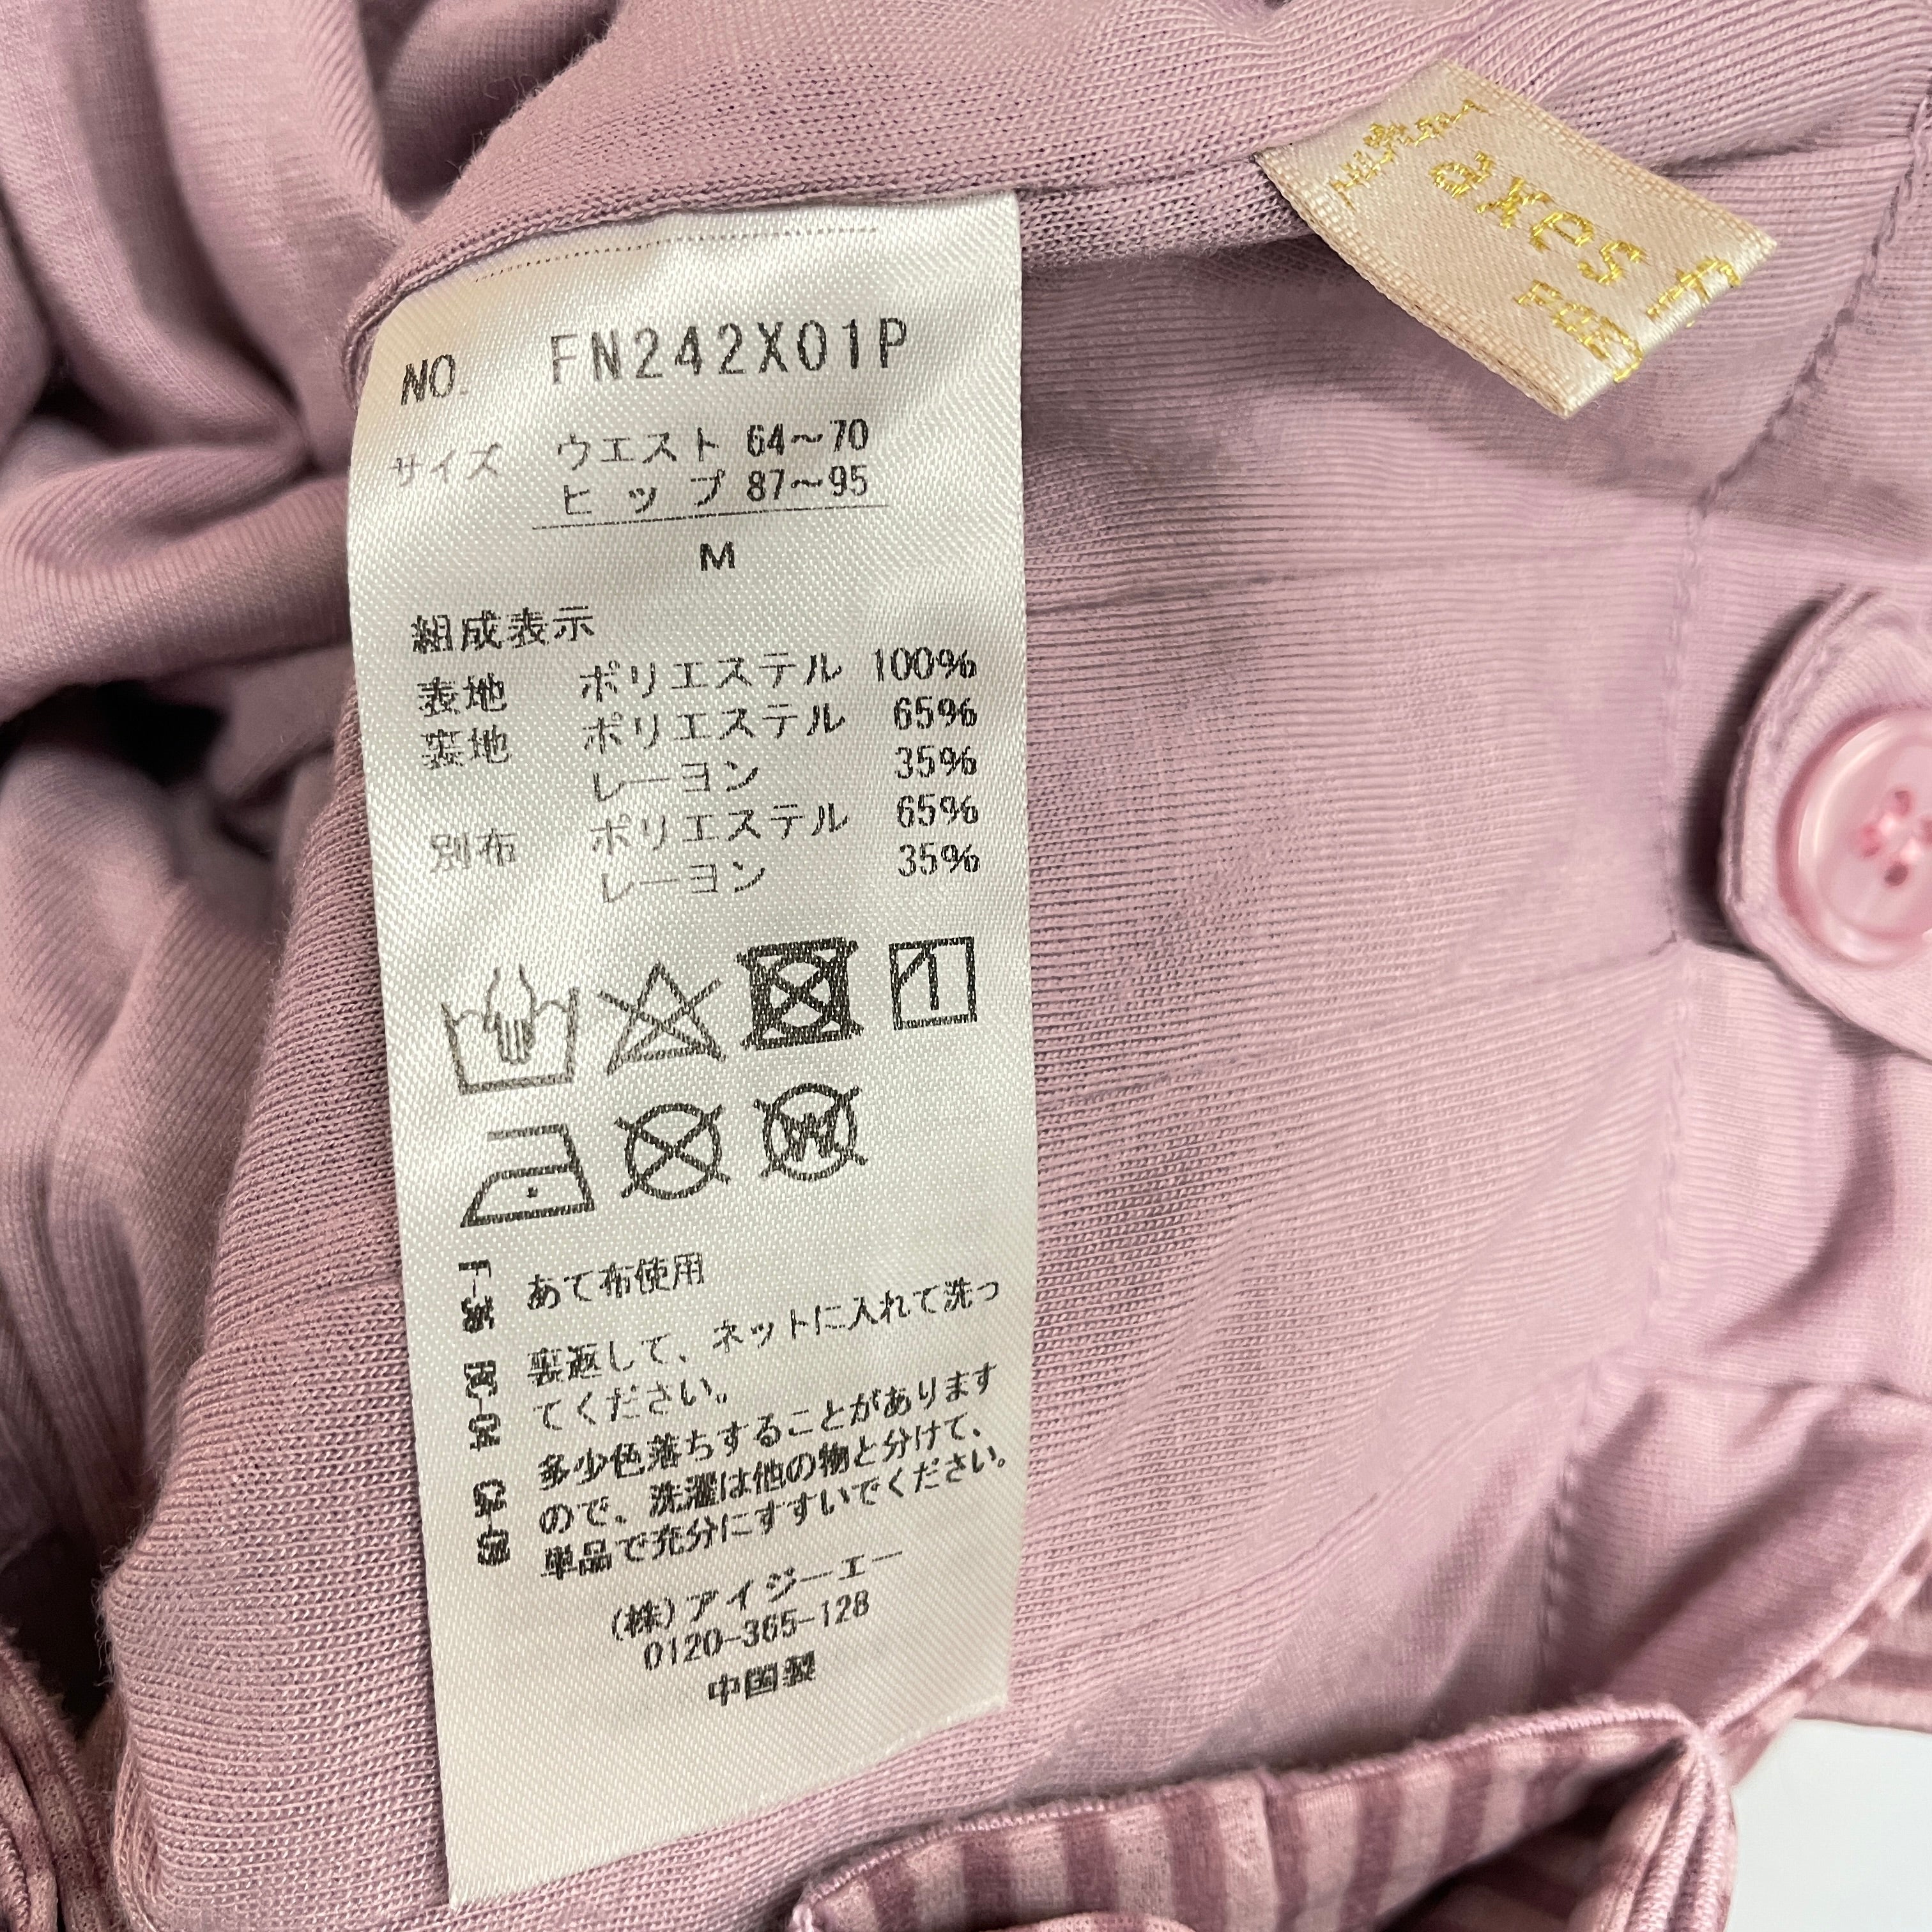 NO. FN242X01P
サイズ ウエスト 64〜70
ヒップ 87〜95
M
組成表示
表地 ポリエステル 100%
裏地 ポリエステル 65%
レーヨン 35%
別布 ポリエステル 65%
レーヨン 35%
W
あて布使用
裏返して、ネットに入れて洗っ
てください。
多少色落ちすることがあります
ので、洗濯は他の物と分けて、
単品で充分にすすいでください。
(株)アイジーエー
0120-365-128
中国製
axes